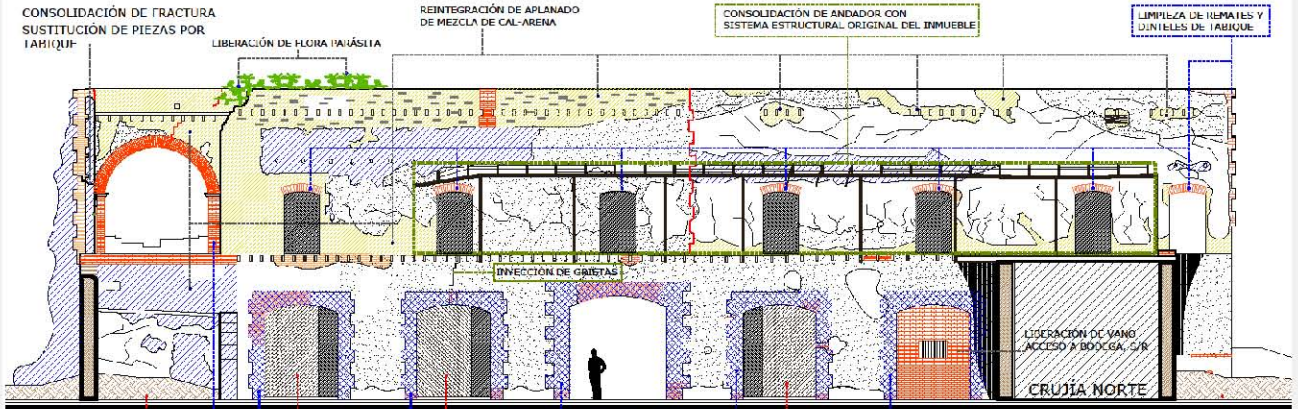 CONSOLIDACIÓN DE FRACTURA
SUSTITUCIÓN DE PIEZAS POR
TABIQUE
LIBERACIÓN DE FLORA PARÁSITA
REINTEGRACIÓN DE APLANADO
DE MEZCLA DE CAL-ARENA
CONSOLIDACIÓN DE ANDADOR CON
SISTEMA ESTRUCTURAL ORIGINAL DEL INMUEBLE
LIMPIEZA DE REMATES Y
DINTELES DE TABIQUE
INYECCIÓN DE GRIETAS
LIBERACIÓN DE VANO
ACCESO A BODEGA, S/R
CRUJÍA NORTE